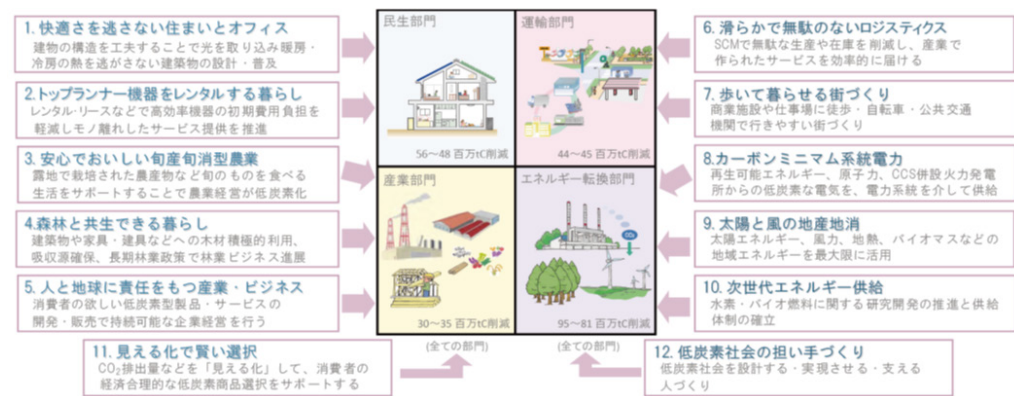 1. 快適さを逃さない住まいとオフィス
建物の構造を工夫することで光を取り込み暖房・
冷房の熱を逃がさない建築物の設計・普及
2.トップランナー機器をレンタルする暮らし
レンタル・リースなどで高効率機器の初期費用負担を
軽減しモノ離れしたサービス提供を推進
3. 安心でおいしい旬産旬消型農業
露地で栽培された農産物など旬のものを食べる
生活をサポートすることで農業経営が低炭素化
4.森林と共生できる暮らし
建築物や家具・建具などへの木材積極的利用、
吸収源確保、長期林業政策で林業ビジネス進展
5. 人と地球に責任をもつ産業・ビジネス
消費者の欲しい低炭素型製品・サービスの
開発・販売で持続可能な企業経営を行う
民生部門
56〜48 百万tC削減
運輸部門
44〜45 百万tC削減
産業部門
30〜35 百万tC削減
エネルギー転換部門
CO₂
95〜81 百万tC削減
6. 滑らかで無駄のないロジスティクス
SCMで無駄な生産や在庫を削減し、産業で
作られたサービスを効率的に届ける
7. 歩いて暮らせる街づくり
商業施設や仕事場に徒歩・自転車・公共交通
機関で行きやすい街づくり
8.カーボンミニマム系統電力
再生可能エネルギー、原子力、CCS併設火力発電
所からの低炭素な電気を、電力系統を介して供給
9. 太陽と風の地産地消
太陽エネルギー、風力、地熱、バイオマスなどの
地域エネルギーを最大限に活用
10. 次世代エネルギー供給
水素・バイオ燃料に関する研究開発の推進と供給
体制の確立
(全ての部門)
(全ての部門)
11. 見える化で賢い選択
CO₂排出量などを「見える化」して、消費者の
経済合理的な低炭素商品選択をサポートする
12. 低炭素社会の担い手づくり
低炭素社会を設計する・実現させる・支える
人づくり